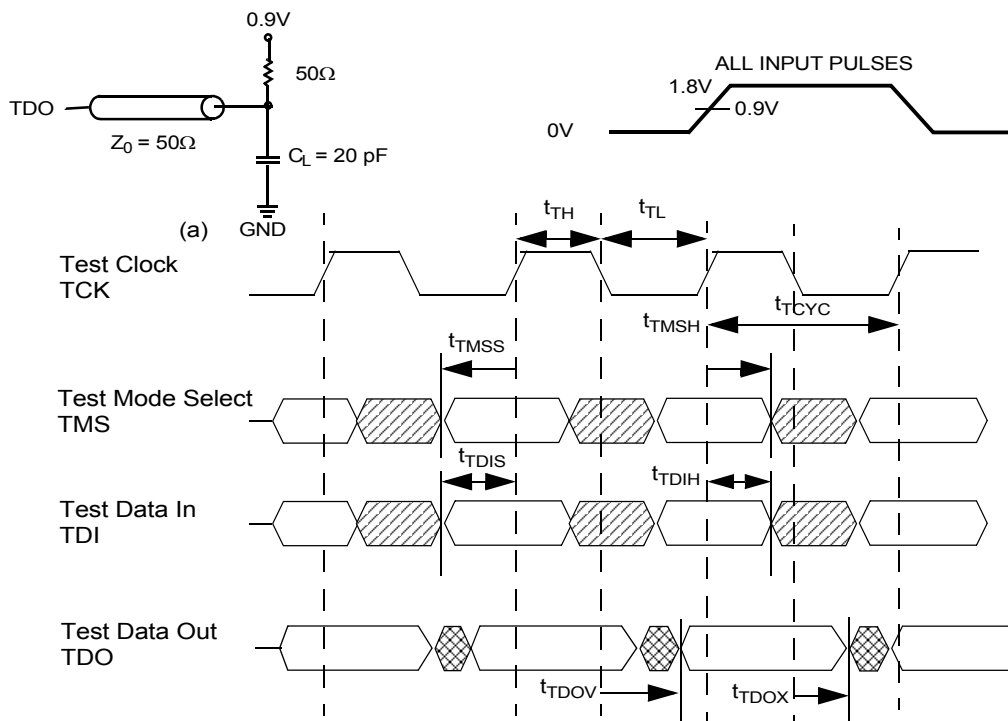 0.9V
50Ω
TDO
Z0 = 50Ω
CL = 20 pF
(a) GND
ALL INPUT PULSES
1.8V
0.9V
0V
tTH tTL
Test Clock
TCK
tTCYC
tTMSH
tTMSS
Test Mode Select
TMS
tTDIS
tTDIH
Test Data In
TDI
Test Data Out
TDO
tTDOV
tTDOX